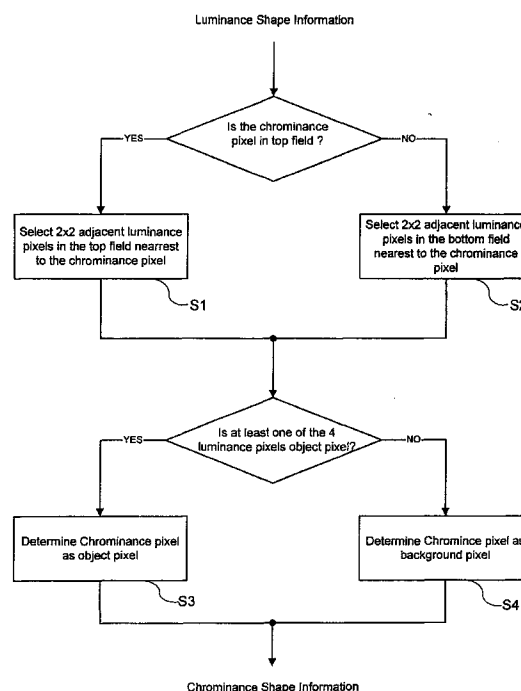 Luminance Shape Information
Is the chrominance
pixel in top field ?
YES
NO
Select 2x2 adjacent luminance
pixels in the top field nearrest
to the chrominance pixel
Select 2x2 adjacent luminance
pixels in the bottom field
nearest to the chrominance
pixel
S1
S2
Is at least one of the 4
luminance pixels object pixel?
YES
NO
Determine Chrominance pixel
as object pixel
Determine Chromince pixel as
background pixel
S3
S4
Chrominance Shape Information